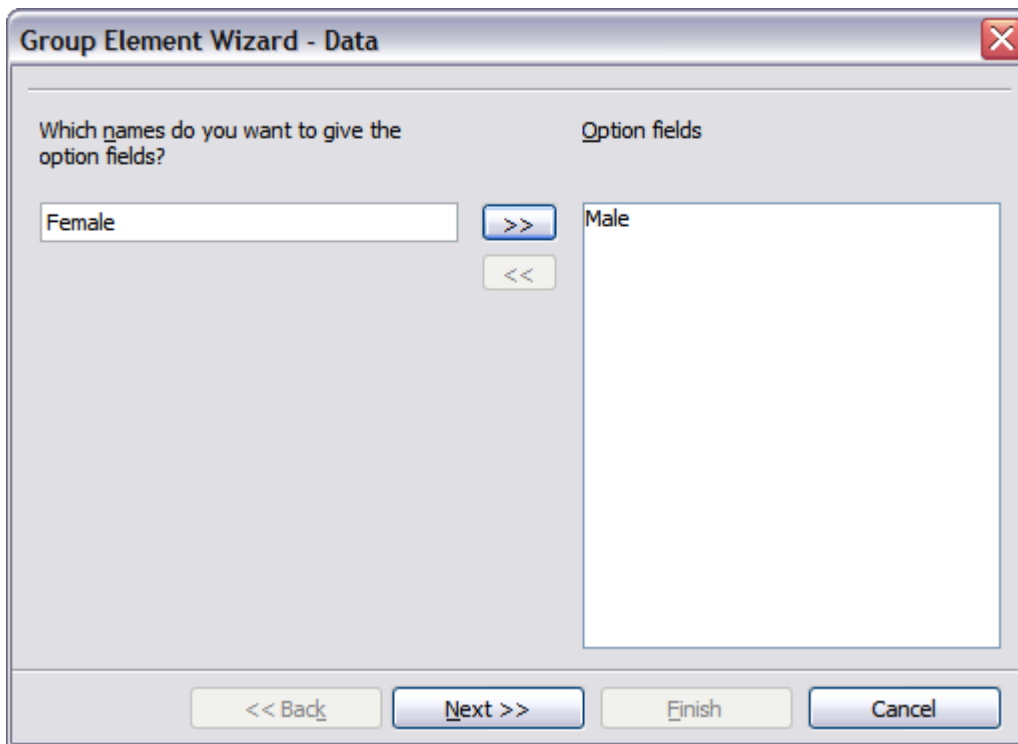 Group Element Wizard - Data
Which names do you want to give the
option fields?
Option fields
Female
>>
Male
<<
<< Back
Next >>
Finish
Cancel